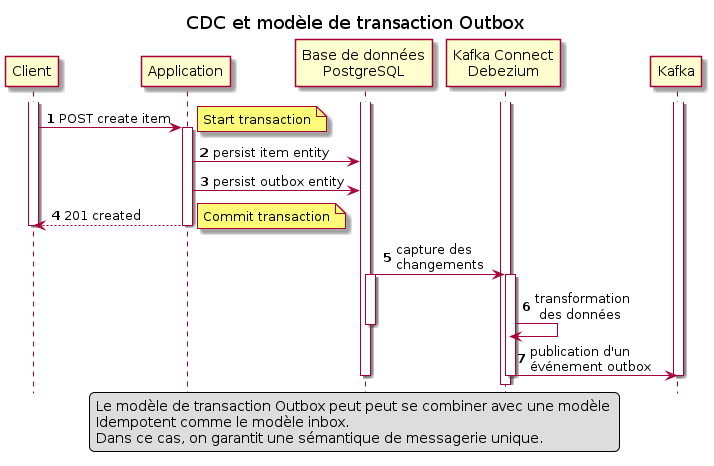 CDC et modèle de transaction Outbox
Client
Application
Base de données
PostgreSQL
Kafka Connect
Debezium
Kafka
1 POST create item
Start transaction
2 persist item entity
3 persist outbox entity
4 201 created
Commit transaction
5 capture des
changements
6 transformation
des données
7 publication d'un
événement outbox
Le modèle de transaction Outbox peut peut se combiner avec une modèle
Idempotent comme le modèle inbox.
Dans ce cas, on garantit une sémantique de messagerie unique.